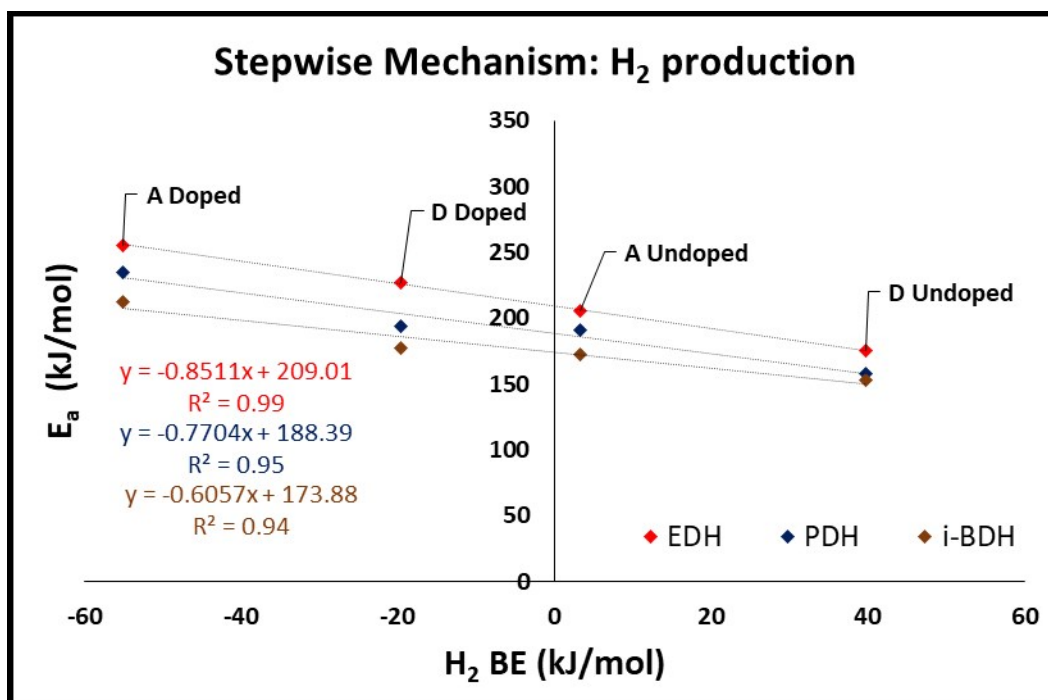 Stepwise Mechanism: H₂ production
350
300
250
200
150
100
50
0
A Doped
D Doped
A Undoped
D Undoped
Eₐ (kJ/mol)
y = -0.8511x + 209.01
R² = 0.99
y = -0.7704x + 188.39
R² = 0.95
y = -0.6057x + 173.88
R² = 0.94
EDH PDH i-BDH
-60 -40 -20 0 20 40 60
H₂ BE (kJ/mol)